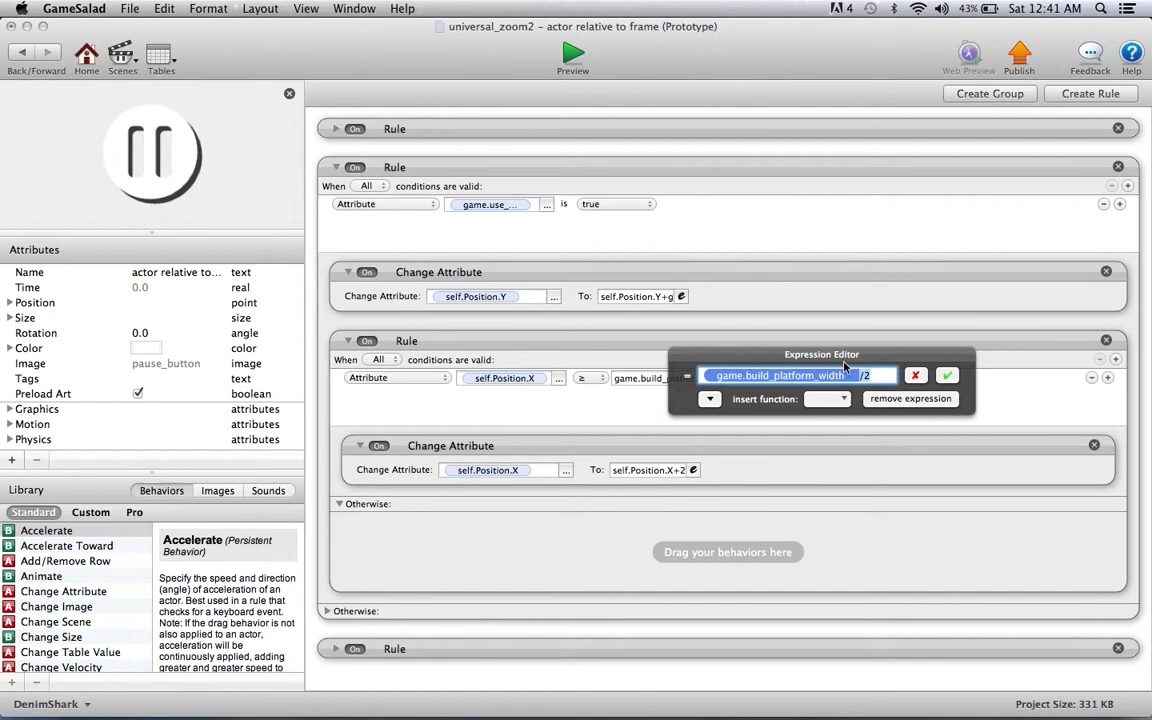 GameSalad File Edit Format Layout View Window Help 4 43% Sat 12:41 AM
universal_zoom2 – actor relative to frame (Prototype)
Back/Forward Home Scenes Tables Preview Web Preview Publish Feedback Help
Create Group Create Rule
On Rule
On Rule
When All conditions are valid:
Attribute game.use_... ... is true
Attributes
Name actor relative to... text
Time 0.0 real
Position point
Size size
Rotation 0.0 angle
Color color
Image pause_button image
Tags text
Preload Art boolean
Graphics attributes
Motion attributes
Physics attributes
On Change Attribute
Change Attribute: self.Position.Y ... To: self.Position.Y+g e
On Rule
When All conditions are valid:
Attribute self.Position.X ... ≥ game.build_pla
Expression Editor
= game.build_platform_width /2
insert function: remove expression
On Change Attribute
Change Attribute: self.Position.X ... To: self.Position.X+2 e
Otherwise:
Drag your behaviors here
Otherwise:
On Rule
Library Behaviors Images Sounds
Standard Custom Pro
B Accelerate
B Accelerate Toward
A Add/Remove Row
B Animate
A Change Attribute
A Change Image
A Change Scene
B Change Size
A Change Table Value
A Change Velocity
Accelerate (Persistent
Behavior)
Specify the speed and direction
(angle) of acceleration of an
actor. Best used in a rule that
checks for a keyboard event.
Note: If the drag behavior is not
also applied to an actor,
acceleration will be
continuously applied, adding
greater and greater speed to
DenimShark Project Size: 331 KB